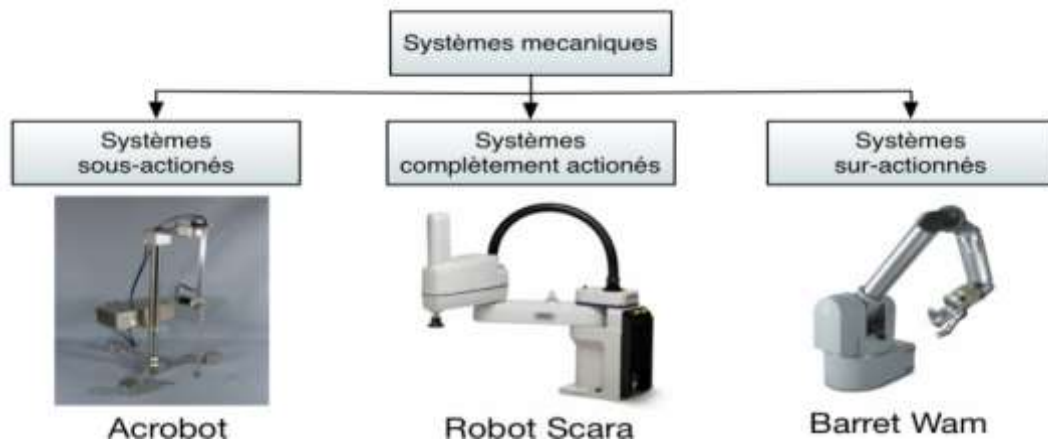 Systèmes mecaniques
Systèmes
sous-actionés
Systèmes
complètement actionés
Systèmes
sur-actionnés
Acrobot
Robot Scara
Barret Wam